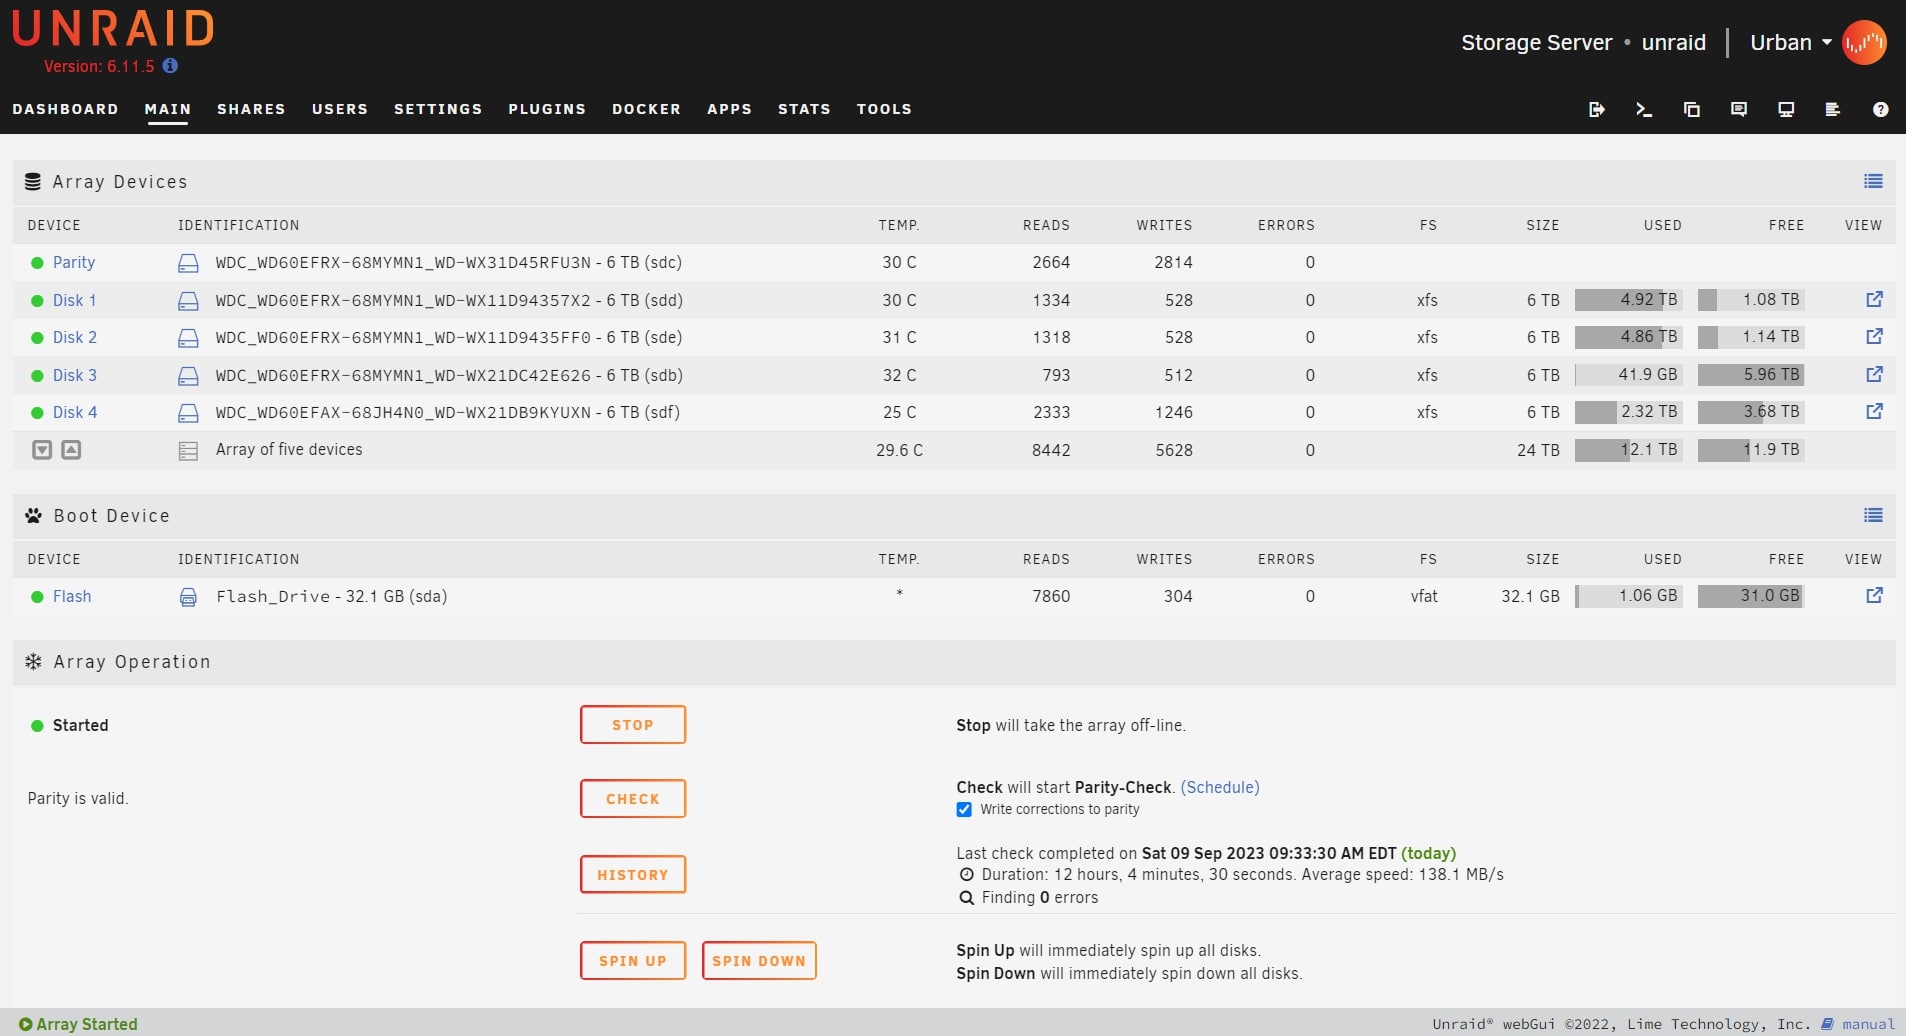 UNRAID
Version: 6.11.5
Storage Server • unraid | Urban
DASHBOARD MAIN SHARES USERS SETTINGS PLUGINS DOCKER APPS STATS TOOLS
Array Devices
DEVICE IDENTIFICATION TEMP. READS WRITES ERRORS FS SIZE USED FREE VIEW
Parity WDC_WD60EFRX-68MYMN1_WD-WX31D45RFU3N - 6 TB (sdc) 30 C 2664 2814 0
Disk 1 WDC_WD60EFRX-68MYMN1_WD-WX11D94357X2 - 6 TB (sdd) 30 C 1334 528 0 xfs 6 TB 4.92 TB 1.08 TB
Disk 2 WDC_WD60EFRX-68MYMN1_WD-WX11D9435FF0 - 6 TB (sde) 31 C 1318 528 0 xfs 6 TB 4.86 TB 1.14 TB
Disk 3 WDC_WD60EFRX-68MYMN1_WD-WX21DC42E626 - 6 TB (sdb) 32 C 793 512 0 xfs 6 TB 41.9 GB 5.96 TB
Disk 4 WDC_WD60EFAX-68JH4N0_WD-WX21DB9KYUXN - 6 TB (sdf) 25 C 2333 1246 0 xfs 6 TB 2.32 TB 3.68 TB
Array of five devices 29.6 C 8442 5628 0 24 TB 12.1 TB 11.9 TB
Boot Device
DEVICE IDENTIFICATION TEMP. READS WRITES ERRORS FS SIZE USED FREE VIEW
Flash Flash_Drive - 32.1 GB (sda) * 7860 304 0 vfat 32.1 GB 1.06 GB 31.0 GB
Array Operation
Started STOP Stop will take the array off-line.
Parity is valid. CHECK Check will start Parity-Check. (Schedule)
Write corrections to parity
HISTORY Last check completed on Sat 09 Sep 2023 09:33:30 AM EDT (today)
Duration: 12 hours, 4 minutes, 30 seconds. Average speed: 138.1 MB/s
Finding 0 errors
SPIN UP SPIN DOWN Spin Up will immediately spin up all disks.
Spin Down will immediately spin down all disks.
Array Started Unraid® webGui ©2022, Lime Technology, Inc. manual